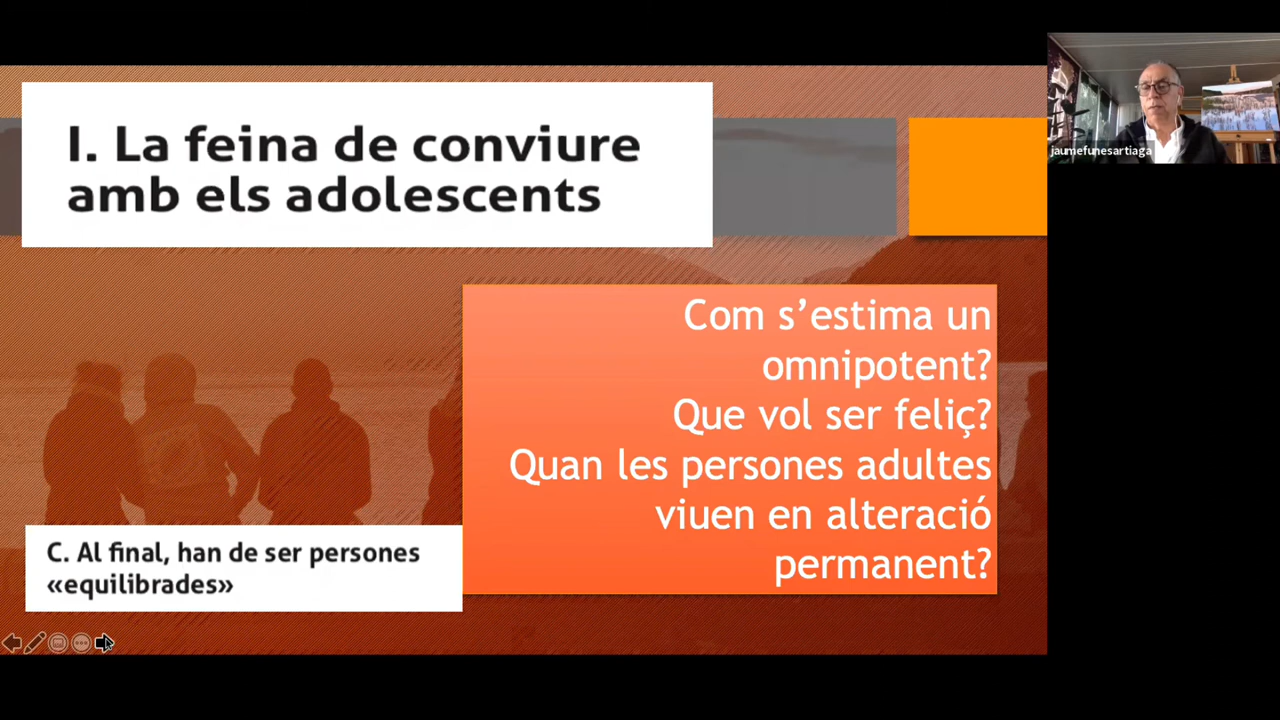 I. La feina de conviure
amb els adolescents
jaumefunesartiaga
Com s’estima un
omnipotent?
Que vol ser feliç?
Quan les persones adultes
viuen en alteració
permanent?
C. Al final, han de ser persones
«equilibrades»